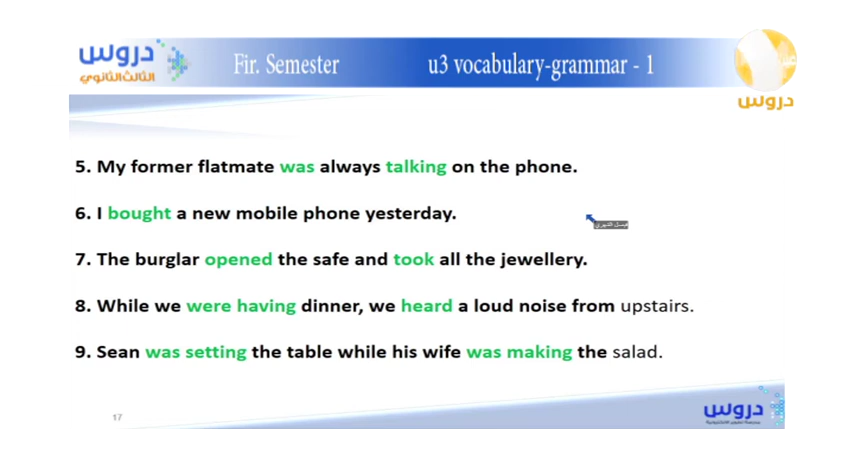 دروس
الثالث الثانوي
Fir. Semester
u3 vocabulary-grammar - 1
دروس
5. My former flatmate was always talking on the phone.
6. I bought a new mobile phone yesterday.
7. The burglar opened the safe and took all the jewellery.
8. While we were having dinner, we heard a loud noise from upstairs.
9. Sean was setting the table while his wife was making the salad.
17
دروس